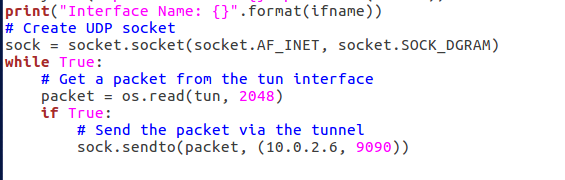 print("Interface Name: {}".format(ifname))
# Create UDP socket
sock = socket.socket(socket.AF_INET, socket.SOCK_DGRAM)
while True:
    # Get a packet from the tun interface
    packet = os.read(tun, 2048)
    if True:
        # Send the packet via the tunnel
        sock.sendto(packet, (10.0.2.6, 9090))